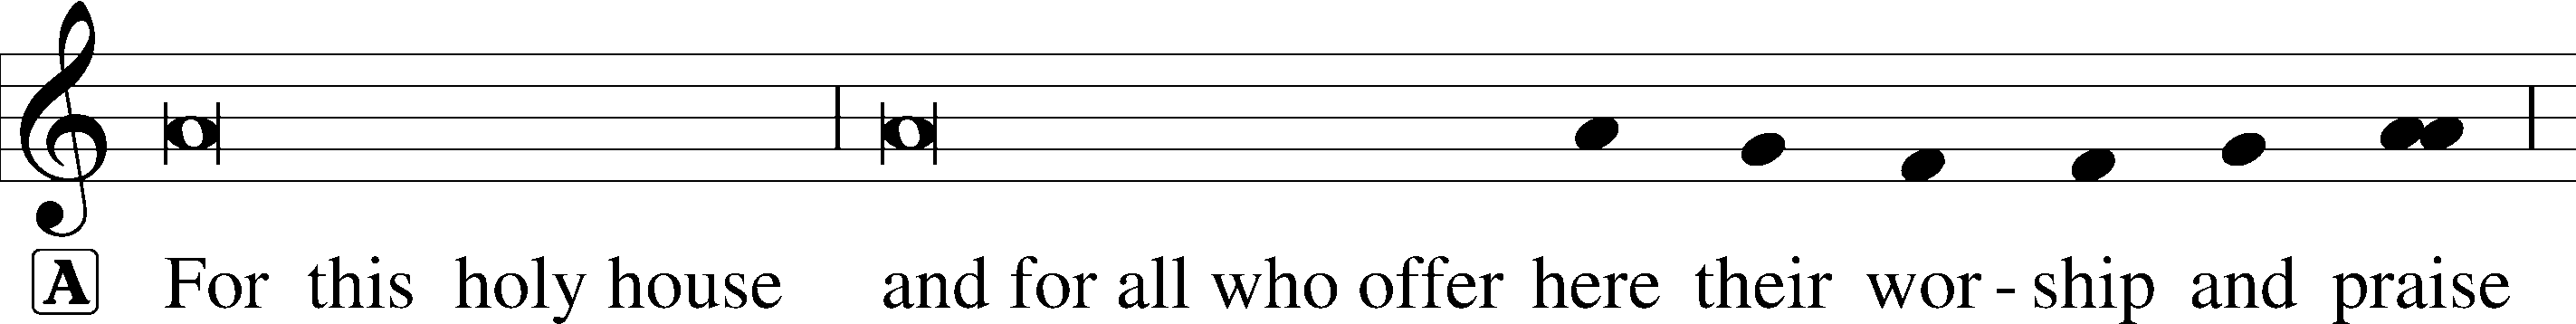 A For this holy house and for all who offer here their wor - ship and praise